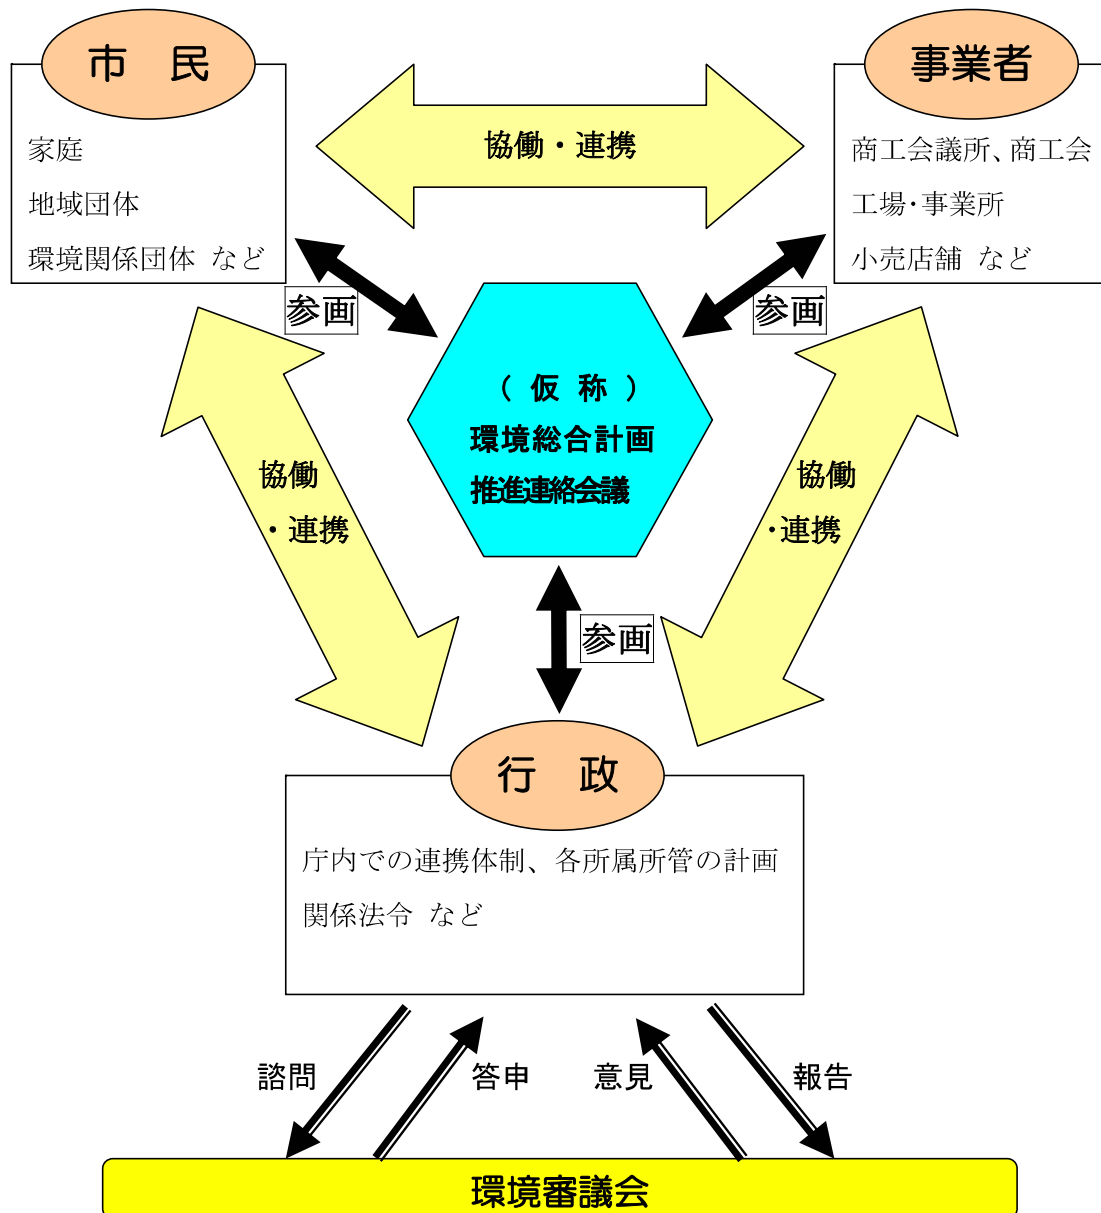 市　民
事業者
家庭
地域団体
環境関係団体 など
協働・連携
商工会議所、商工会
工場・事業所
小売店舗 など
参画
参画
（ 仮 称 ）
環境総合計画
推進連絡会議
協働
・連携
協働
・連携
参画
行　政
庁内での連携体制、各所属所管の計画
関係法令 など
諮問
答申
意見
報告
環境審議会